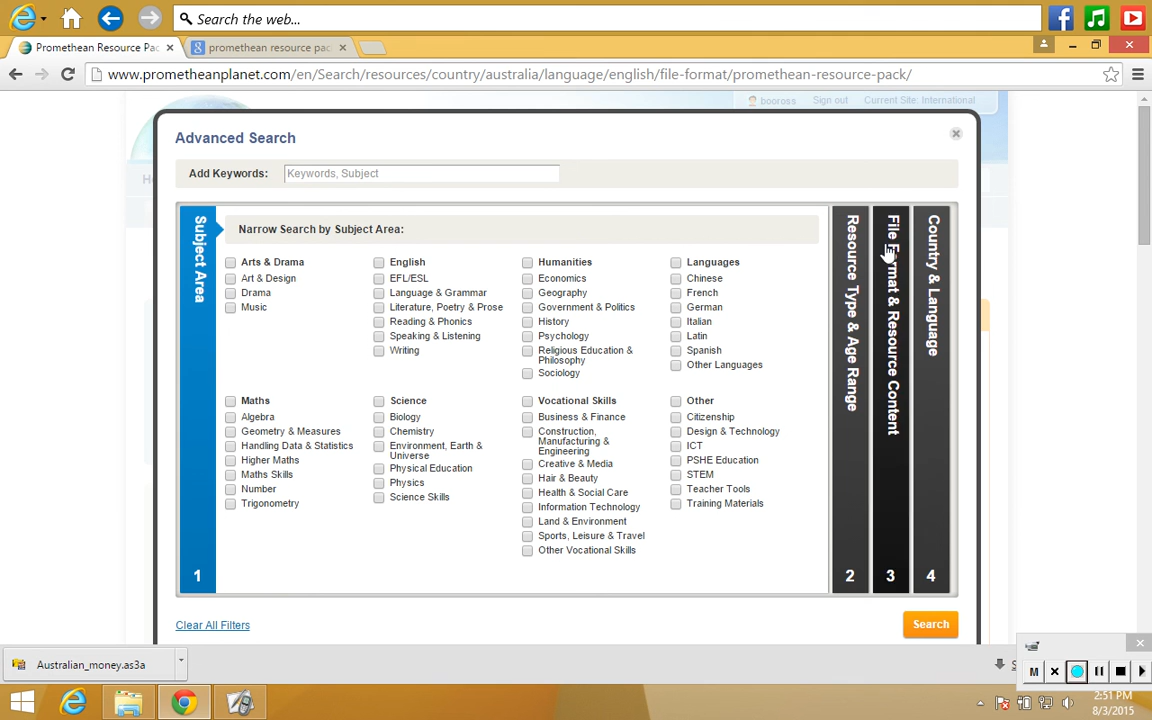 Search the web...
Promethean Resource Pac
promethean resource pac
www.prometheanplanet.com/en/Search/resources/country/australia/language/english/file-format/promethean-resource-pack/
booross Sign out Current Site: International
Advanced Search
Add Keywords: Keywords, Subject
Subject Area
1
Narrow Search by Subject Area:
Arts & Drama
Art & Design
Drama
Music
English
EFL/ESL
Language & Grammar
Literature, Poetry & Prose
Reading & Phonics
Speaking & Listening
Writing
Humanities
Economics
Geography
Government & Politics
History
Psychology
Religious Education &
Philosophy
Sociology
Languages
Chinese
French
German
Italian
Latin
Spanish
Other Languages
Maths
Algebra
Geometry & Measures
Handling Data & Statistics
Higher Maths
Maths Skills
Number
Trigonometry
Science
Biology
Chemistry
Environment, Earth &
Universe
Physical Education
Physics
Science Skills
Vocational Skills
Business & Finance
Construction,
Manufacturing &
Engineering
Creative & Media
Hair & Beauty
Health & Social Care
Information Technology
Land & Environment
Sports, Leisure & Travel
Other Vocational Skills
Other
Citizenship
Design & Technology
ICT
PSHE Education
STEM
Teacher Tools
Training Materials
Resource Type & Age Range
2
File Format & Resource Content
3
Country & Language
4
Clear All Filters
Search
Australian_money.as3a
M
2:51 PM
8/3/2015